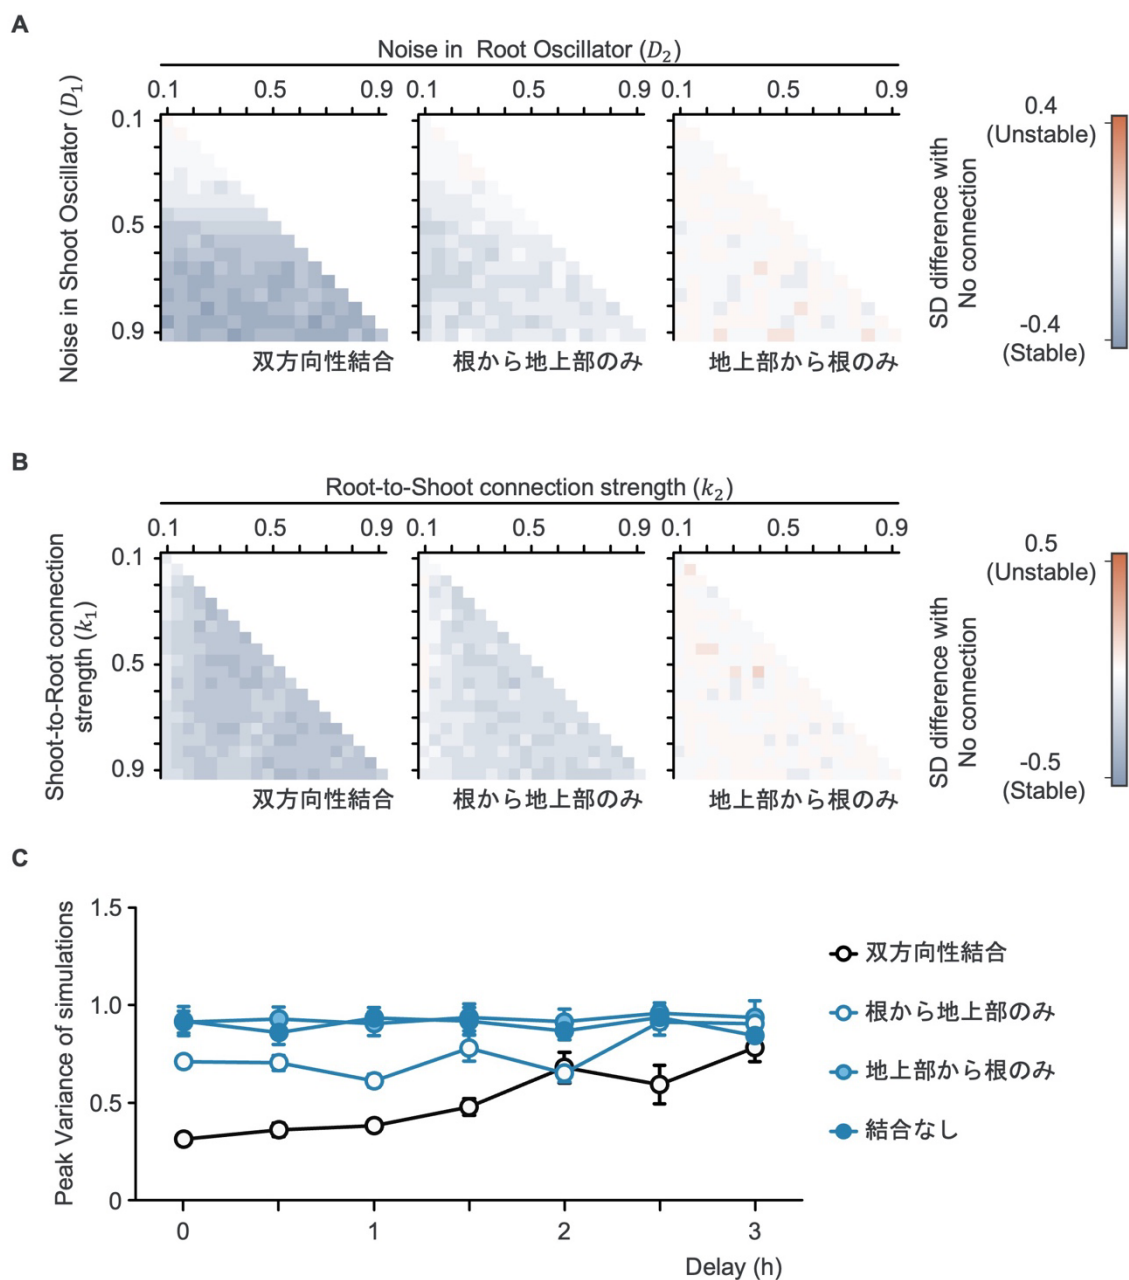 A
Noise in Root Oscillator (D₂)
0.1 0.5 0.9 0.1 0.5 0.9 0.1 0.5 0.9
Noise in Shoot Oscillator (D₁)
0.1
0.5
0.9
双方向性結合
根から地上部のみ
地上部から根のみ
SD difference with
No connection
0.4
(Unstable)
-0.4
(Stable)
B
Root-to-Shoot connection strength (k₂)
0.1 0.5 0.9 0.1 0.5 0.9 0.1 0.5 0.9
Shoot-to-Root connection
strength (k₁)
0.1
0.5
0.9
双方向性結合
根から地上部のみ
地上部から根のみ
SD difference with
No connection
0.5
(Unstable)
-0.5
(Stable)
C
Peak Variance of simulations
1.5
1.0
0.5
0
0 1 2 3
Delay (h)
双方向性結合
根から地上部のみ
地上部から根のみ
結合なし